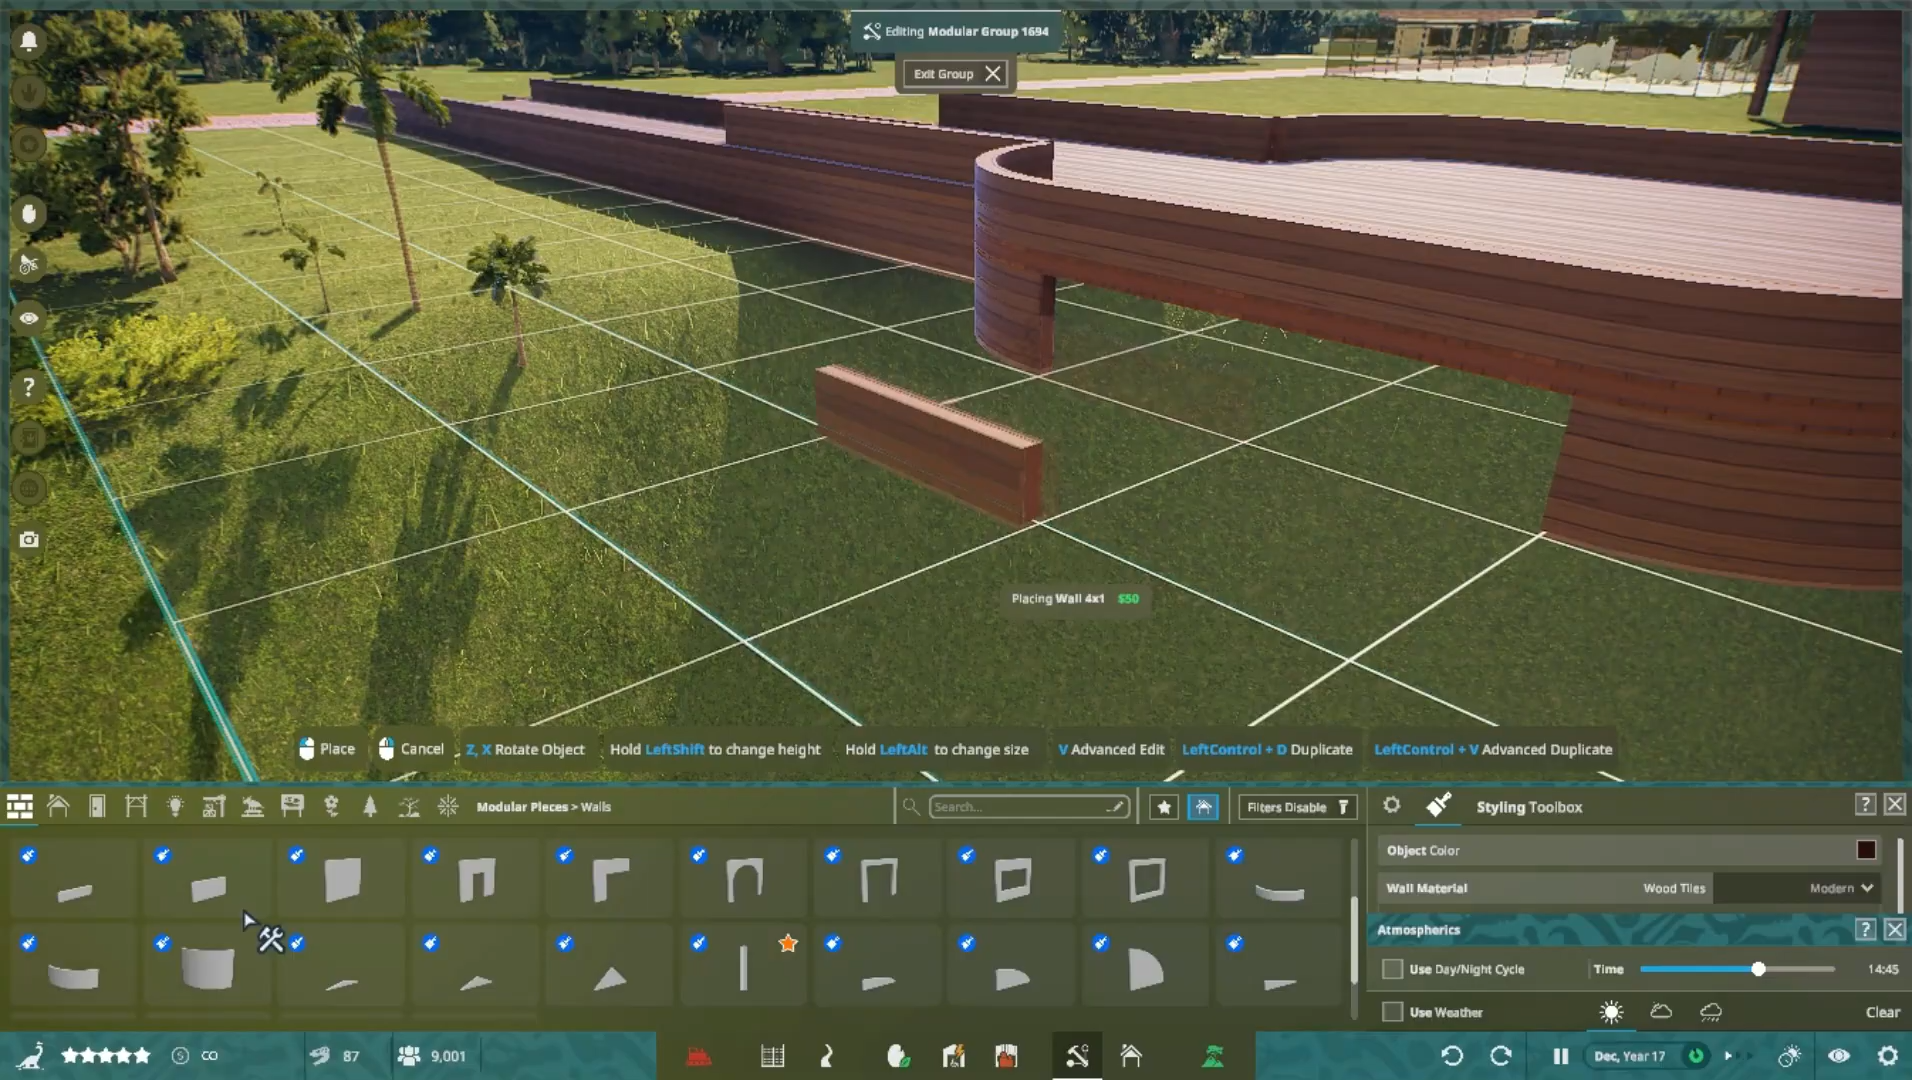 Editing Modular Group 1694
Exit Group
Placing Wall 4x1 $50
Place Cancel Z, X Rotate Object Hold LeftShift to change height Hold LeftAlt to change size V Advanced Edit LeftControl + D Duplicate LeftControl + V Advanced Duplicate
Modular Pieces > Walls Search... Filters Disable
Styling Toolbox ?
Object Color
Wall Material Wood Tiles Modern
Atmospherics ?
Use Day/Night Cycle Time 14:45
Use Weather Clear
87 9,001 Dec, Year 17